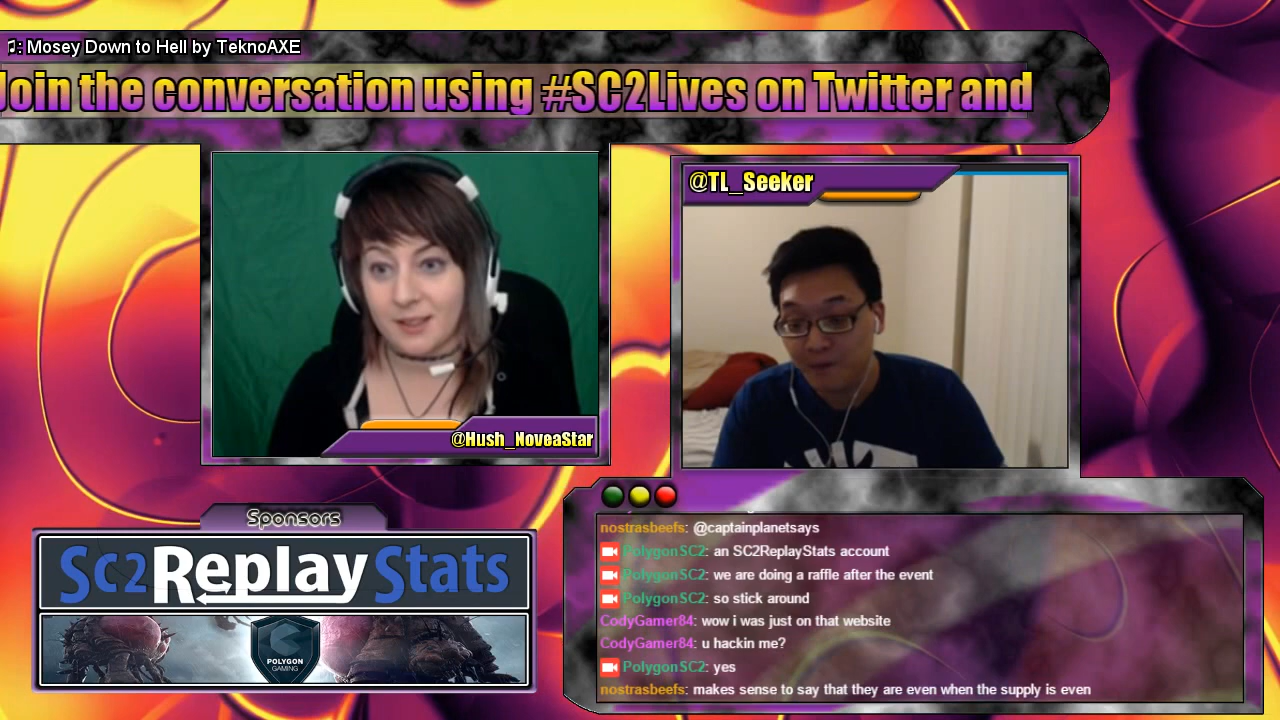 ♫: Mosey Down to Hell by TeknoAXE
Join the conversation using #SC2Lives on Twitter and
@TL_Seeker
@Hush_NoveaStar
Sponsors
Sc2ReplayStats
POLYGON
GAMING
nostrasbeefs: @captainplanetsays
PolygonSC2: an SC2ReplayStats account
PolygonSC2: we are doing a raffle after the event
PolygonSC2: so stick around
CodyGamer84: wow i was just on that website
CodyGamer84: u hackin me?
PolygonSC2: yes
nostrasbeefs: makes sense to say that they are even when the supply is even